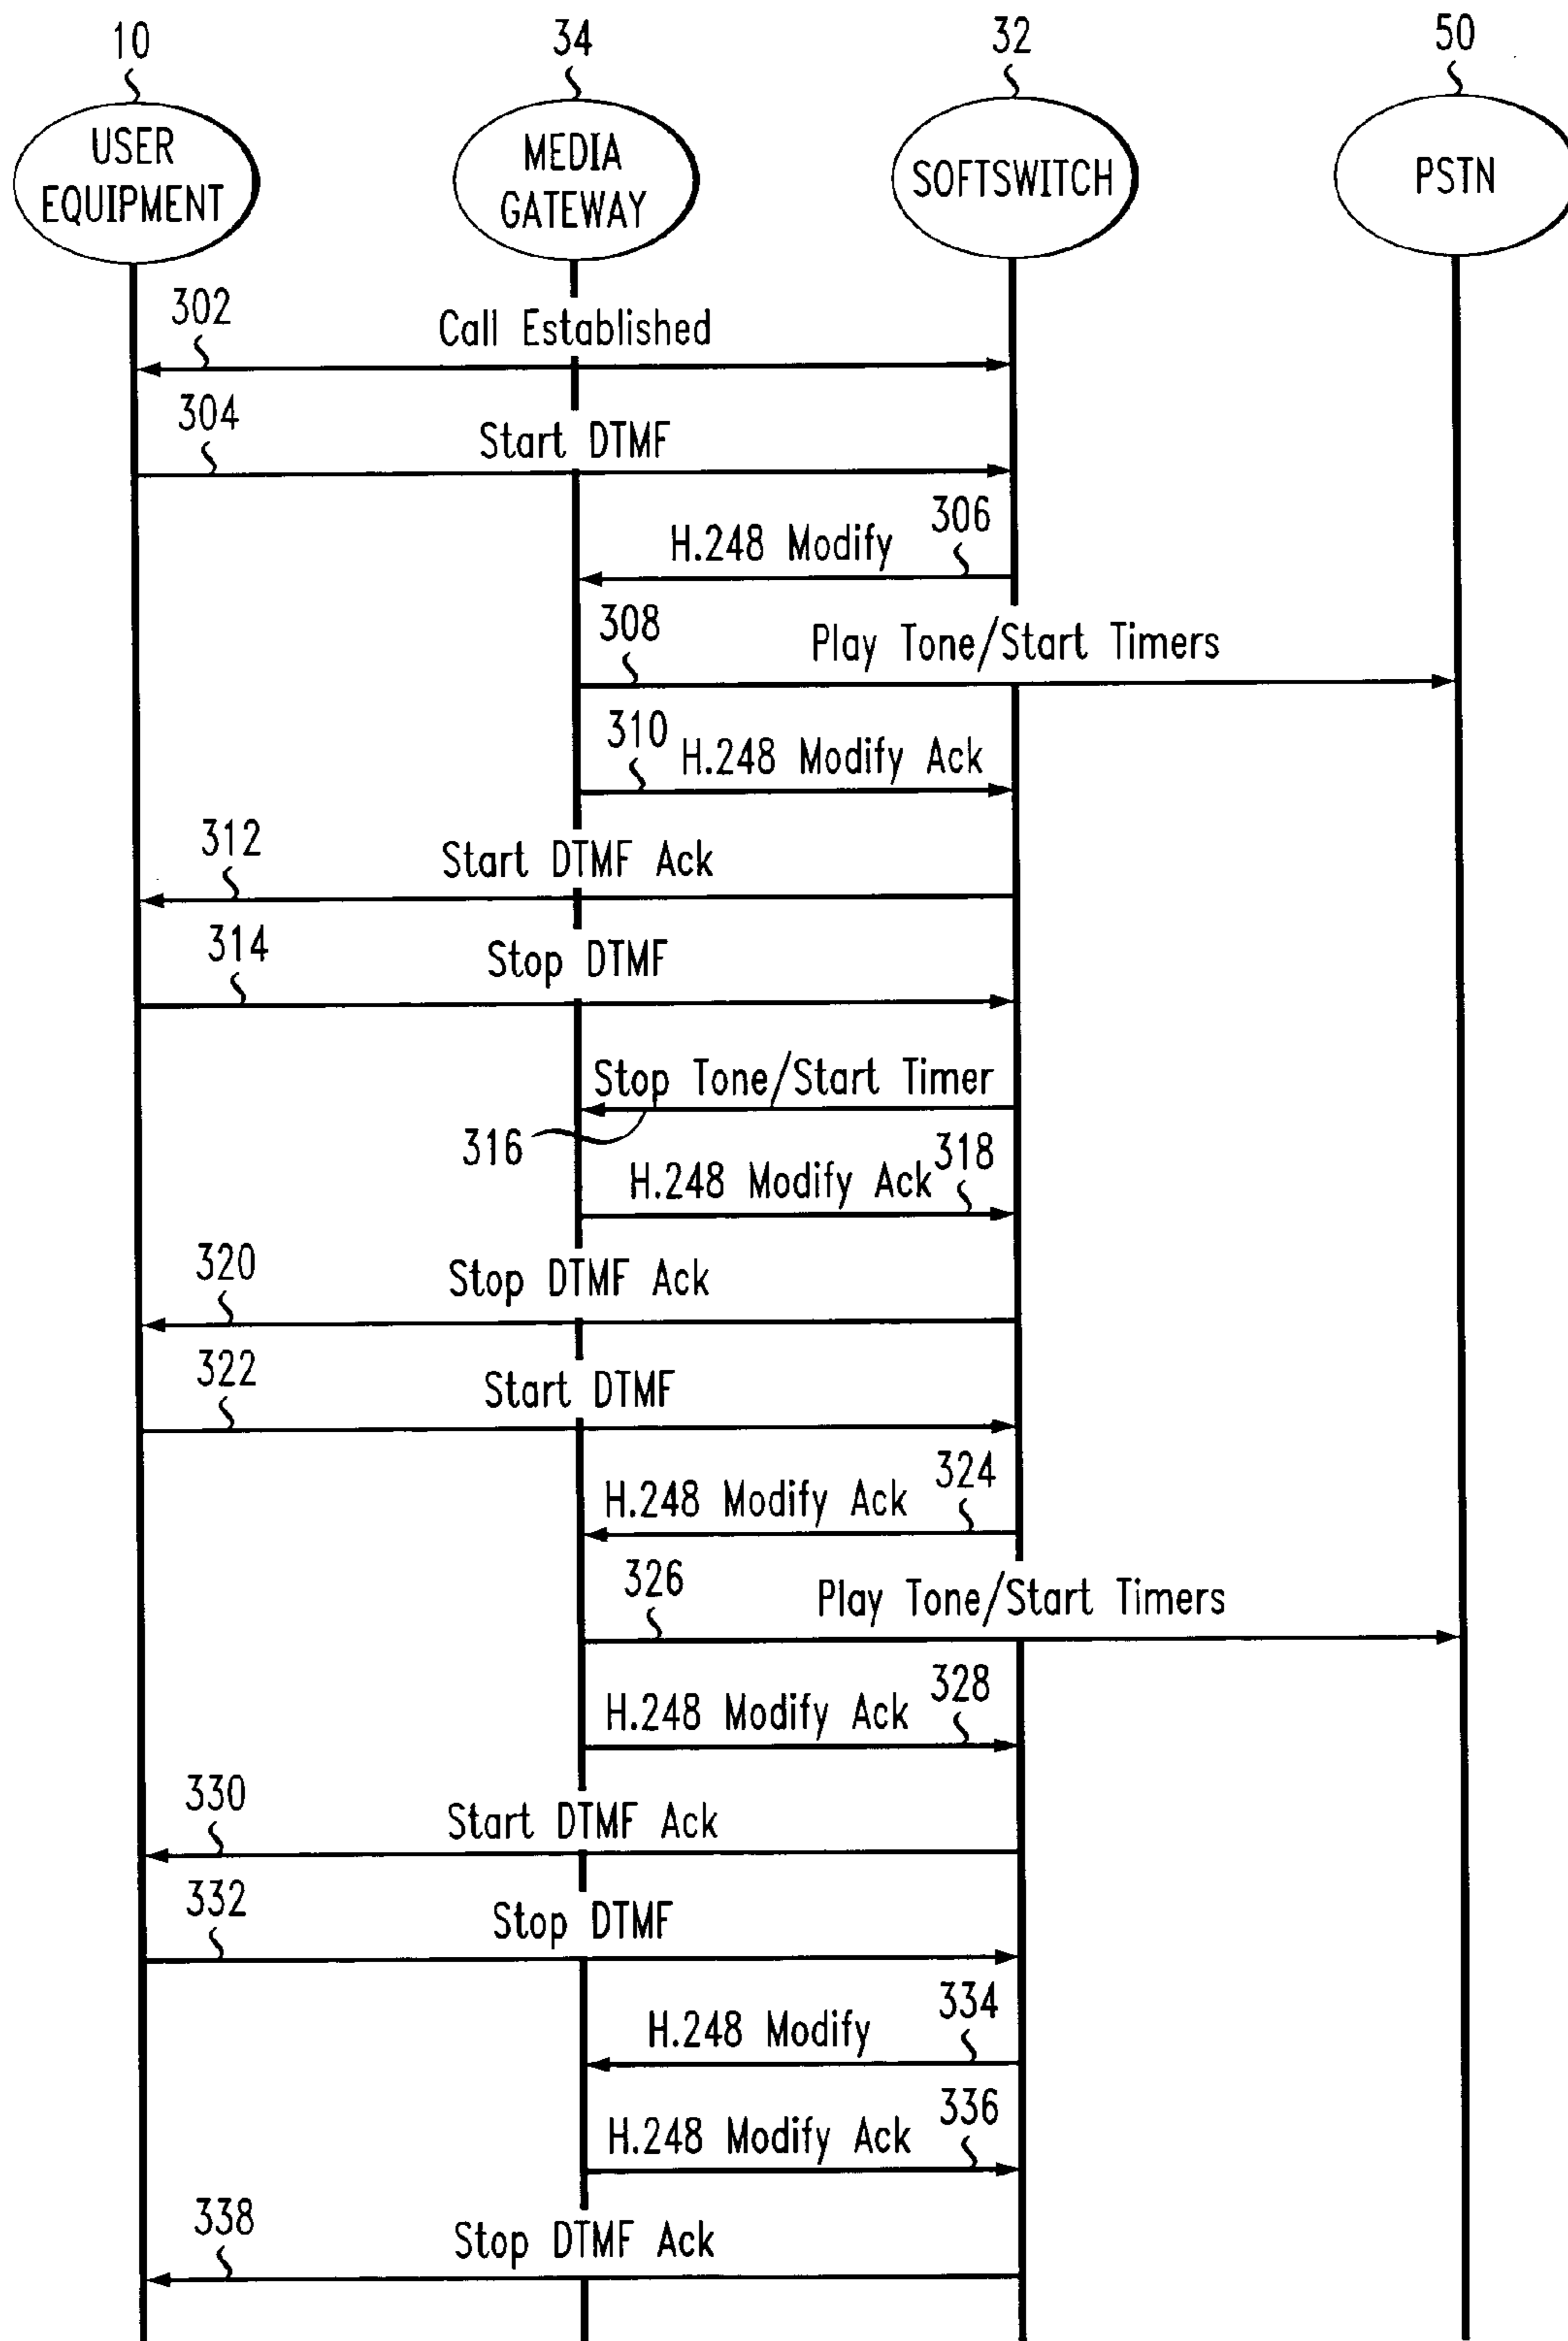 10
34
32
50
USER
EQUIPMENT
MEDIA
GATEWAY
SOFTSWITCH
PSTN
302
Call Established
304
Start DTMF
306
H.248 Modify
308
Play Tone/Start Timers
310
H.248 Modify Ack
312
Start DTMF Ack
314
Stop DTMF
Stop Tone/Start Timer
316
318
H.248 Modify Ack
320
Stop DTMF Ack
322
Start DTMF
324
H.248 Modify Ack
326
Play Tone/Start Timers
328
H.248 Modify Ack
330
Start DTMF Ack
332
Stop DTMF
334
H.248 Modify
336
H.248 Modify Ack
338
Stop DTMF Ack